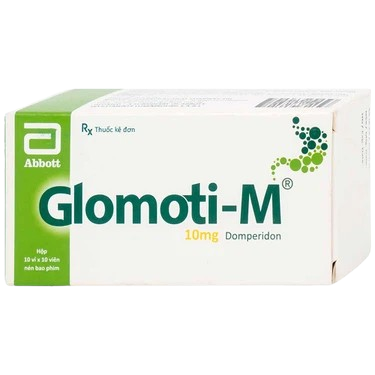 Rx Thuốc kê đơn
Abbott
Glomoti-M®
10mg Domperidon
Hộp
10 vỉ x 10 viên
nén bao phim